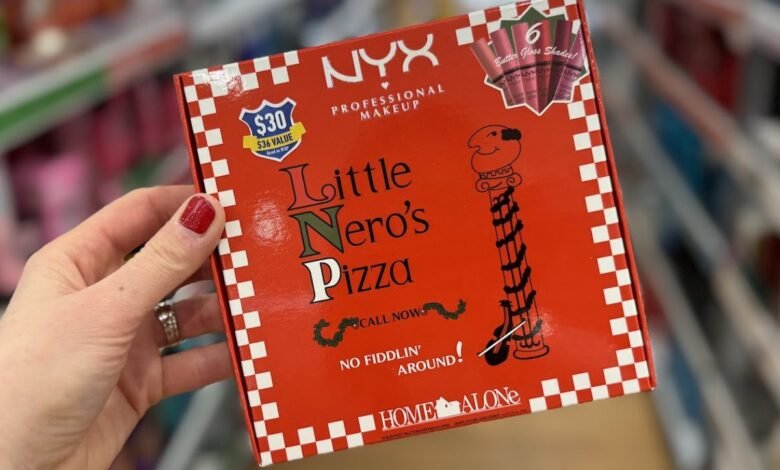 NYX
PROFESSIONAL
MAKEUP
6
Butter Gloss Shades!
$30
$36 VALUE
Little
Nero's
Pizza
CALL NOW
NO FIDDLIN'
AROUND!
HOME ALONe